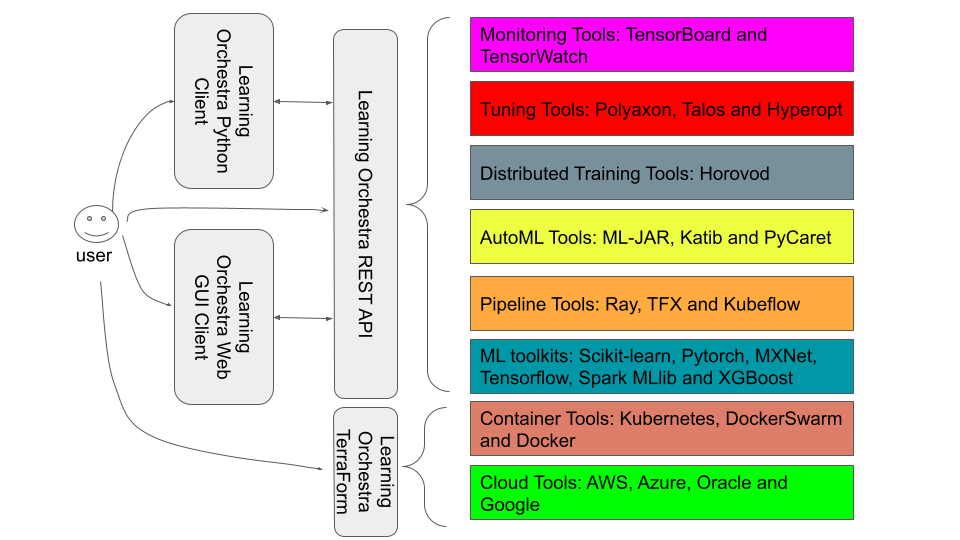 user
Learning
Orchestra Python
Client
Learning
Orchestra Web
GUI Client
Learning Orchestra REST API
Learning
Orchestra
TerraForm
Monitoring Tools: TensorBoard and
TensorWatch
Tuning Tools: Polyaxon, Talos and Hyperopt
Distributed Training Tools: Horovod
AutoML Tools: ML-JAR, Katib and PyCaret
Pipeline Tools: Ray, TFX and Kubeflow
ML toolkits: Scikit-learn, Pytorch, MXNet,
Tensorflow, Spark MLlib and XGBoost
Container Tools: Kubernetes, DockerSwarm
and Docker
Cloud Tools: AWS, Azure, Oracle and
Google